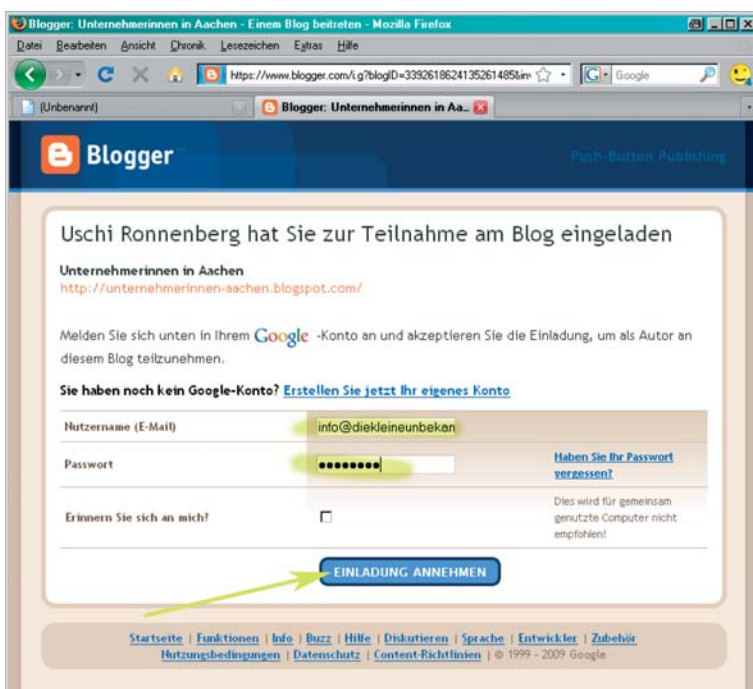 Blogger: Unternehmerinnen in Aachen - Einem Blog beitreten - Mozilla Firefox
Datei Bearbeiten Ansicht Chronik Lesezeichen Extras Hilfe
https://www.blogger.com/i.g?blogID=3392618624135261485&inv
G Google
(Unbenannt) Blogger: Unternehmerinnen in Aa...
Blogger Push-Button Publishing
Uschi Ronnenberg hat Sie zur Teilnahme am Blog eingeladen
Unternehmerinnen in Aachen
http://unternehmerinnen-aachen.blogspot.com/
Melden Sie sich unten in Ihrem Google -Konto an und akzeptieren Sie die Einladung, um als Autor an
diesem Blog teilzunehmen.
Sie haben noch kein Google-Konto? Erstellen Sie jetzt Ihr eigenes Konto
Nutzername (E-Mail) info@diekleineunbekan
Passwort ●●●●●●●● Haben Sie Ihr Passwort
vergessen?
Erinnern Sie sich an mich? Dies wird für gemeinsam
genutzte Computer nicht
empfohlen!
EINLADUNG ANNEHMEN
Startseite | Funktionen | Info | Buzz | Hilfe | Diskutieren | Sprache | Entwickler | Zubehör
Nutzungsbedingungen | Datenschutz | Content-Richtlinien | © 1999 - 2009 Google